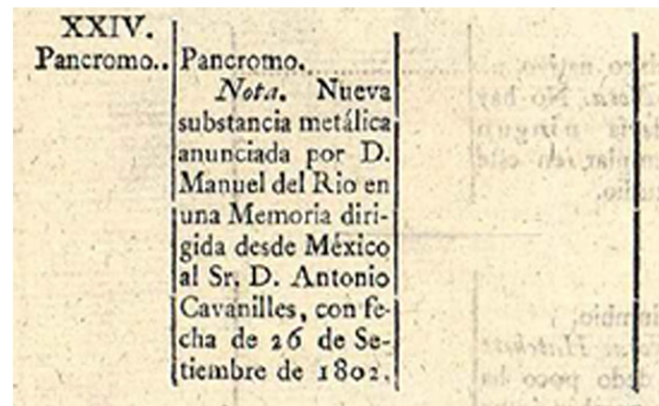 XXIV.
Pancromo.. Pancromo.
Nota. Nueva
substancia metálica
anunciada por D.
Manuel del Rio en
una Memoria diri-
gida desde México
al Sr. D. Antonio
Cavanilles, con fe-
cha de 26 de Se-
tiembre de 1802.